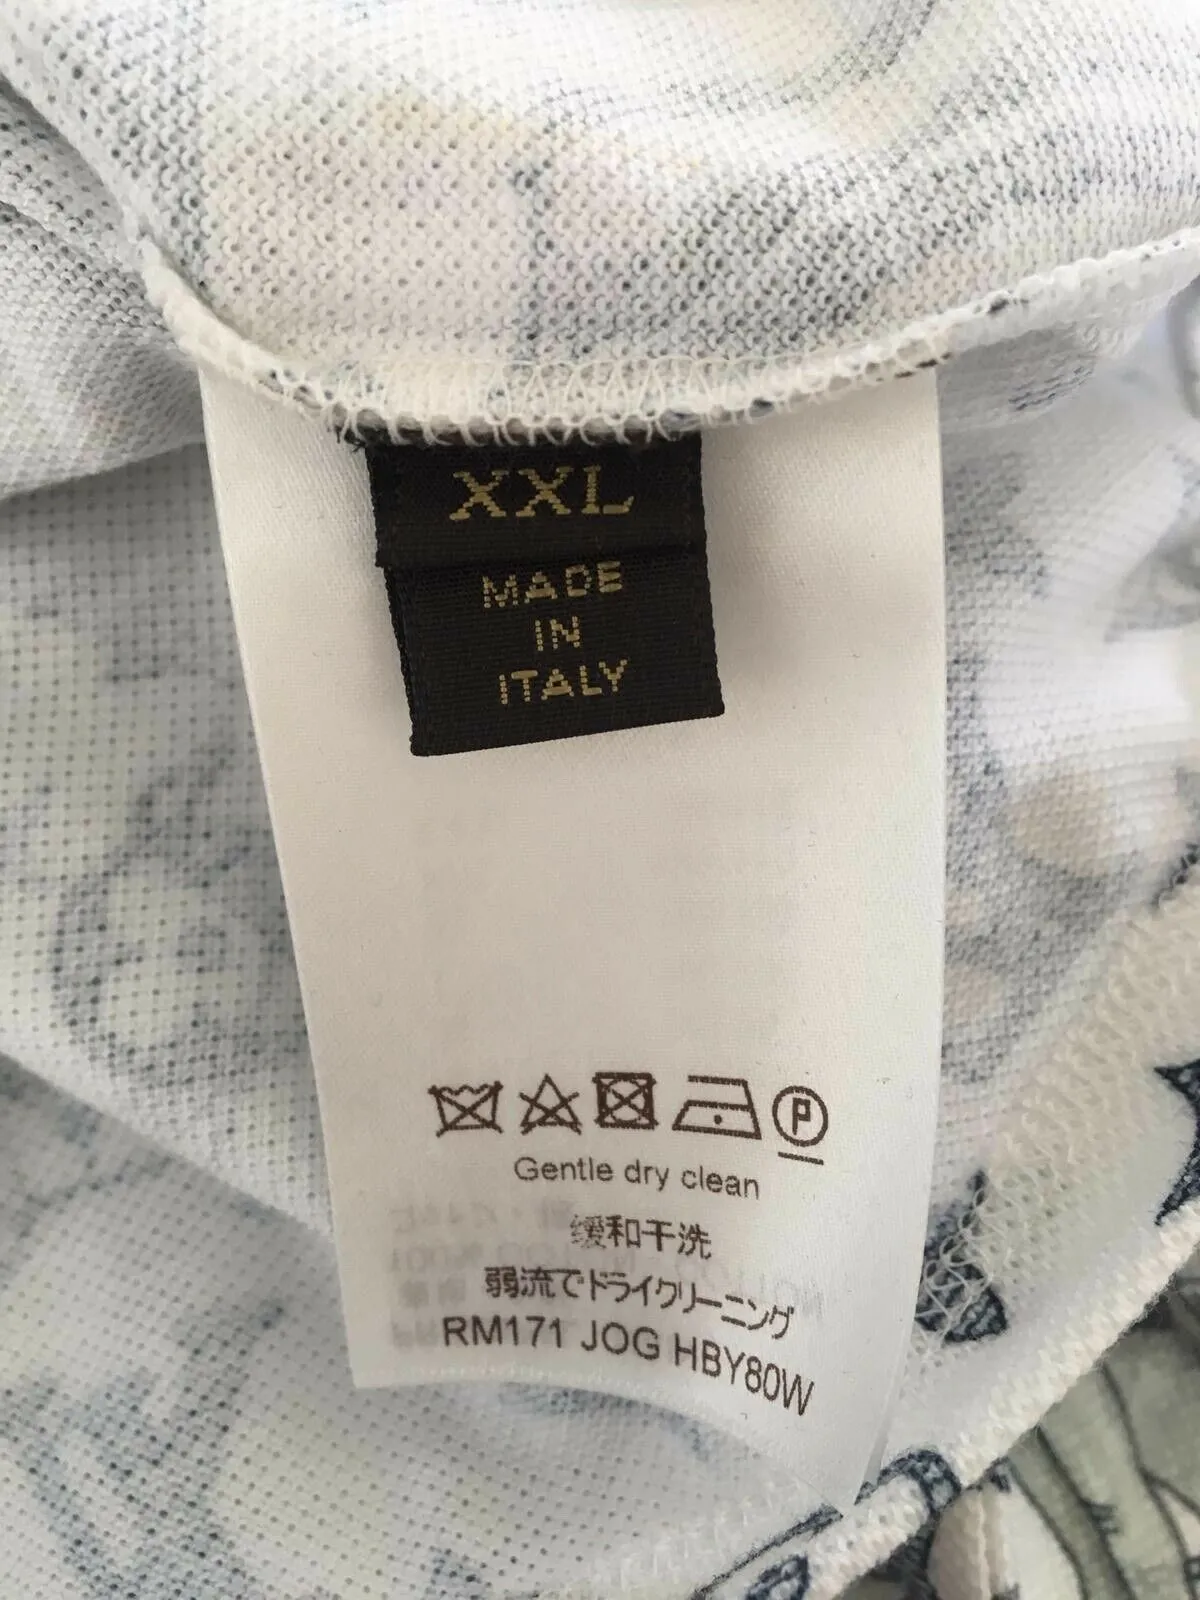 XXL
MADE
IN
ITALY
P
Gentle dry clean
缓和干洗
弱流でドライクリーニング
RM171 JOG HBY80W